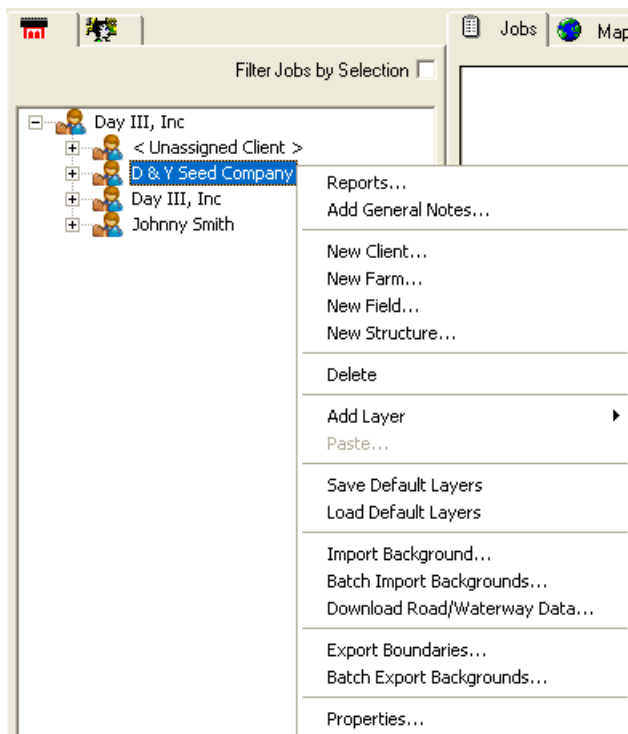 Jobs
Map
Filter Jobs by Selection
Day III, Inc
< Unassigned Client >
D & Y Seed Company
Day III, Inc
Johnny Smith
Reports...
Add General Notes...
New Client...
New Farm...
New Field...
New Structure...
Delete
Add Layer
Paste...
Save Default Layers
Load Default Layers
Import Background...
Batch Import Backgrounds...
Download Road/Waterway Data...
Export Boundaries...
Batch Export Backgrounds...
Properties...